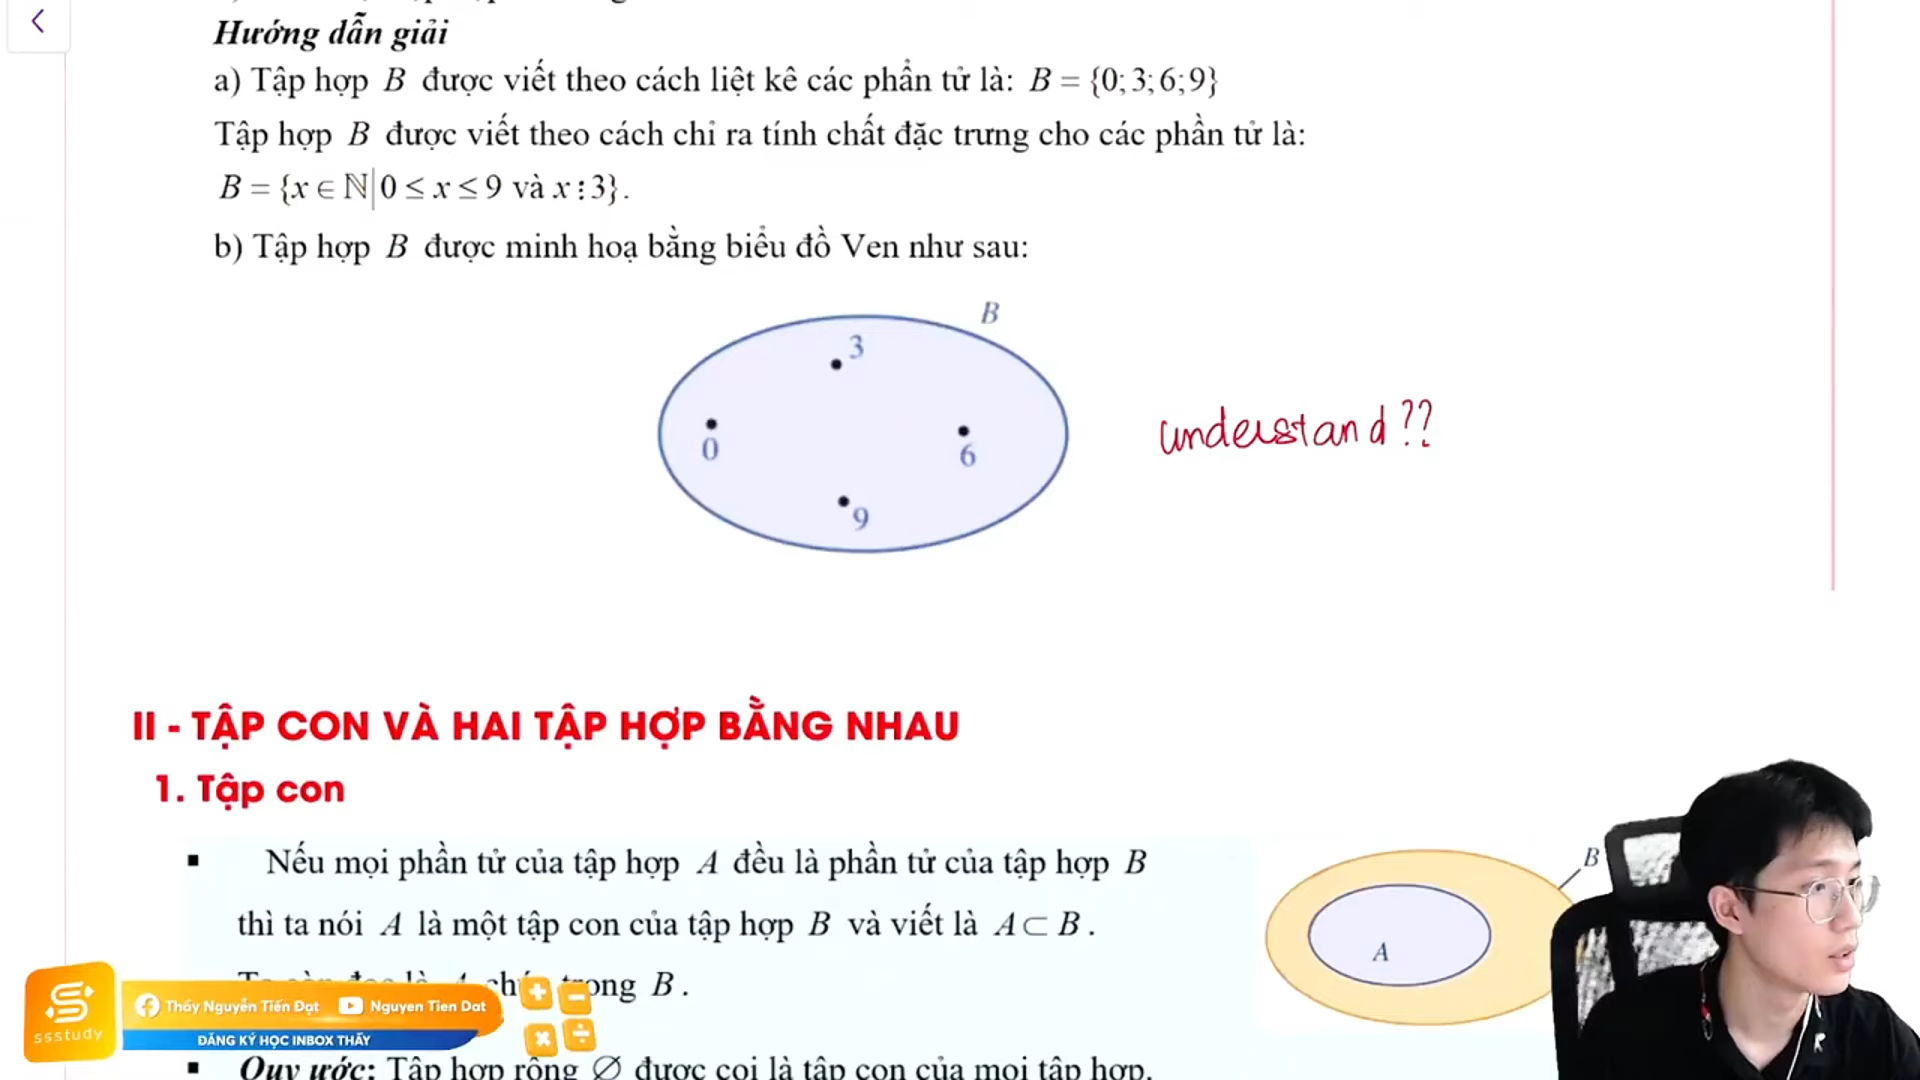 Hướng dẫn giải
a) Tập hợp B được viết theo cách liệt kê các phần tử là: B = {0; 3; 6; 9}
Tập hợp B được viết theo cách chỉ ra tính chất đặc trưng cho các phần tử là:
B = {x ∈ ℕ|0 ≤ x ≤ 9 và x⋮3}.
b) Tập hợp B được minh hoạ bằng biểu đồ Ven như sau:
B
3
0
6
9
understand??
II - TẬP CON VÀ HAI TẬP HỢP BẰNG NHAU
1. Tập con
▪ Nếu mọi phần tử của tập hợp A đều là phần tử của tập hợp B
thì ta nói A là một tập con của tập hợp B và viết là A ⊂ B.
B
A
trong B.
ssstudy
Thầy Nguyễn Tiến Đạt Nguyen Tien Dat
ĐĂNG KÝ HỌC INBOX THẦY
▪ Quy ước: Tập hợp rỗng ∅ được coi là tập con của mọi tập hợp.